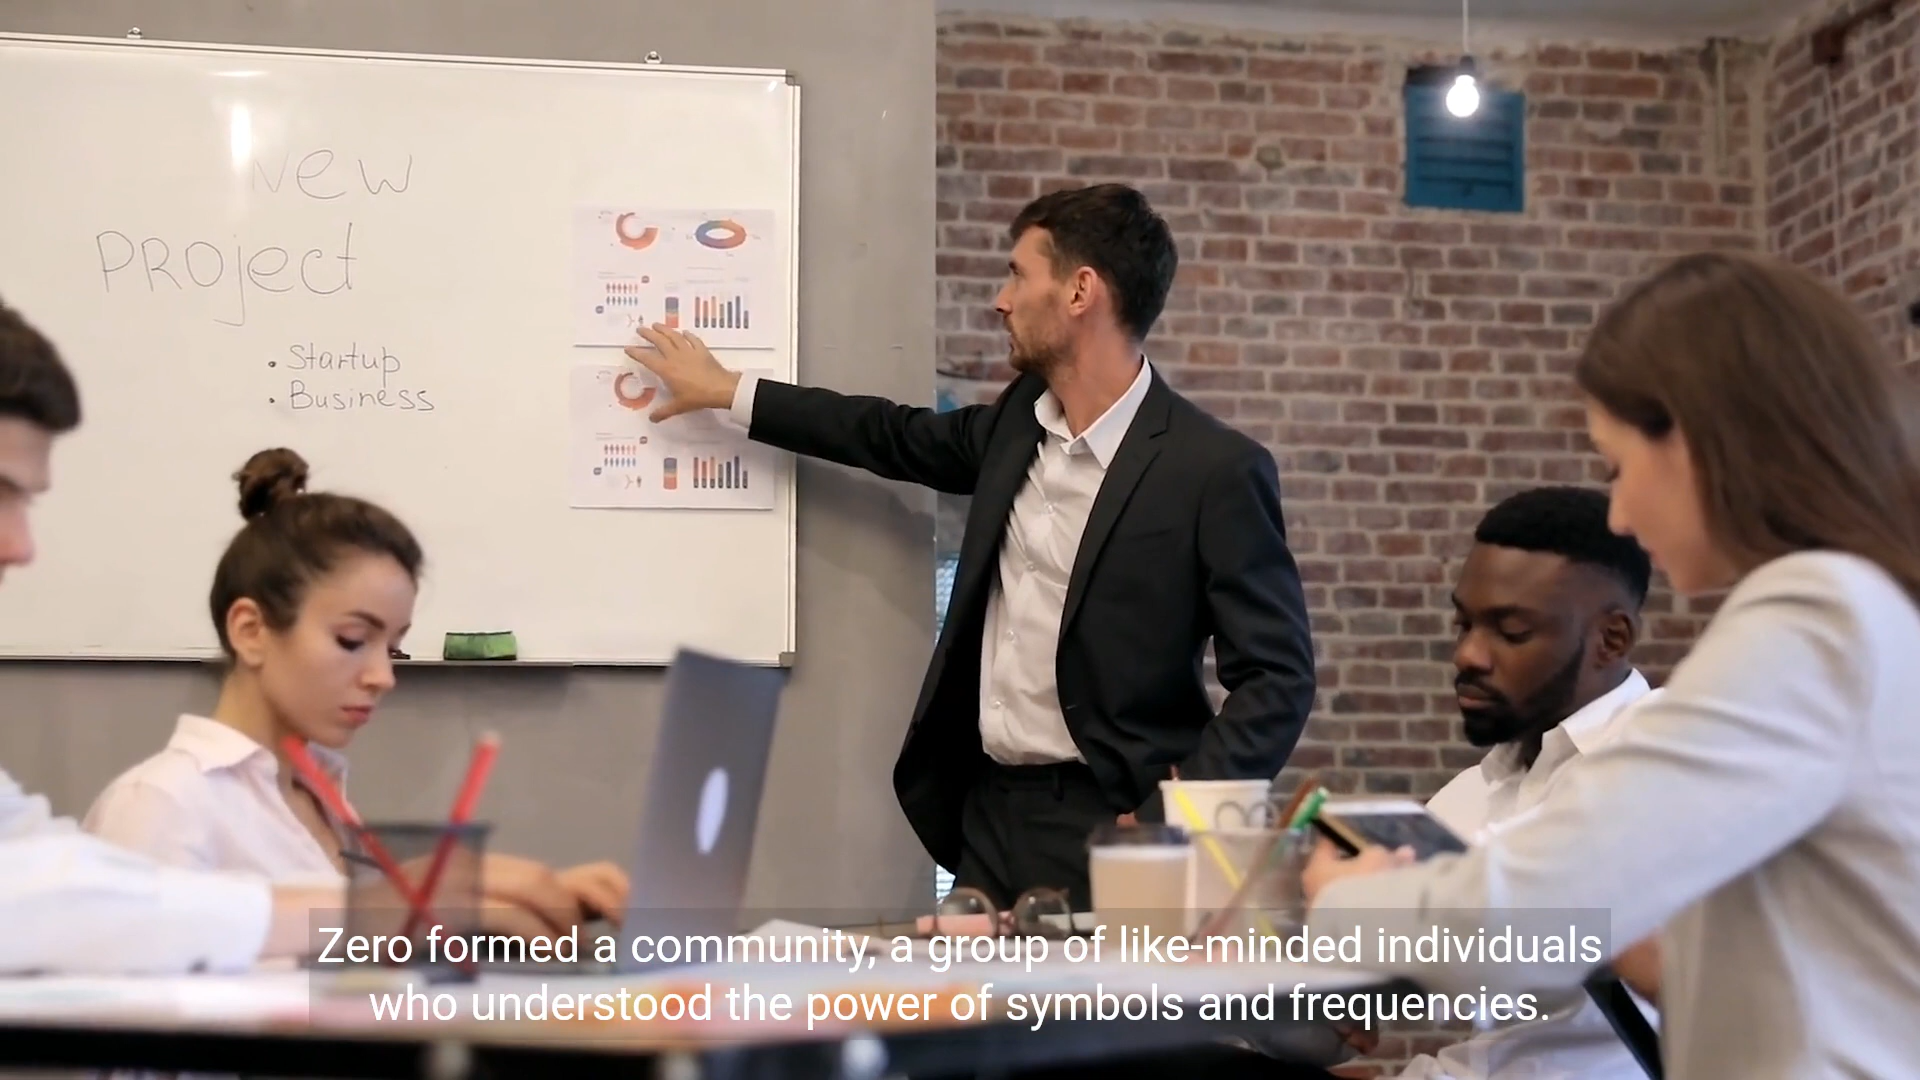 New
PROject
• Startup
• Business
Zero formed a community, a group of like-minded individuals
who understood the power of symbols and frequencies.